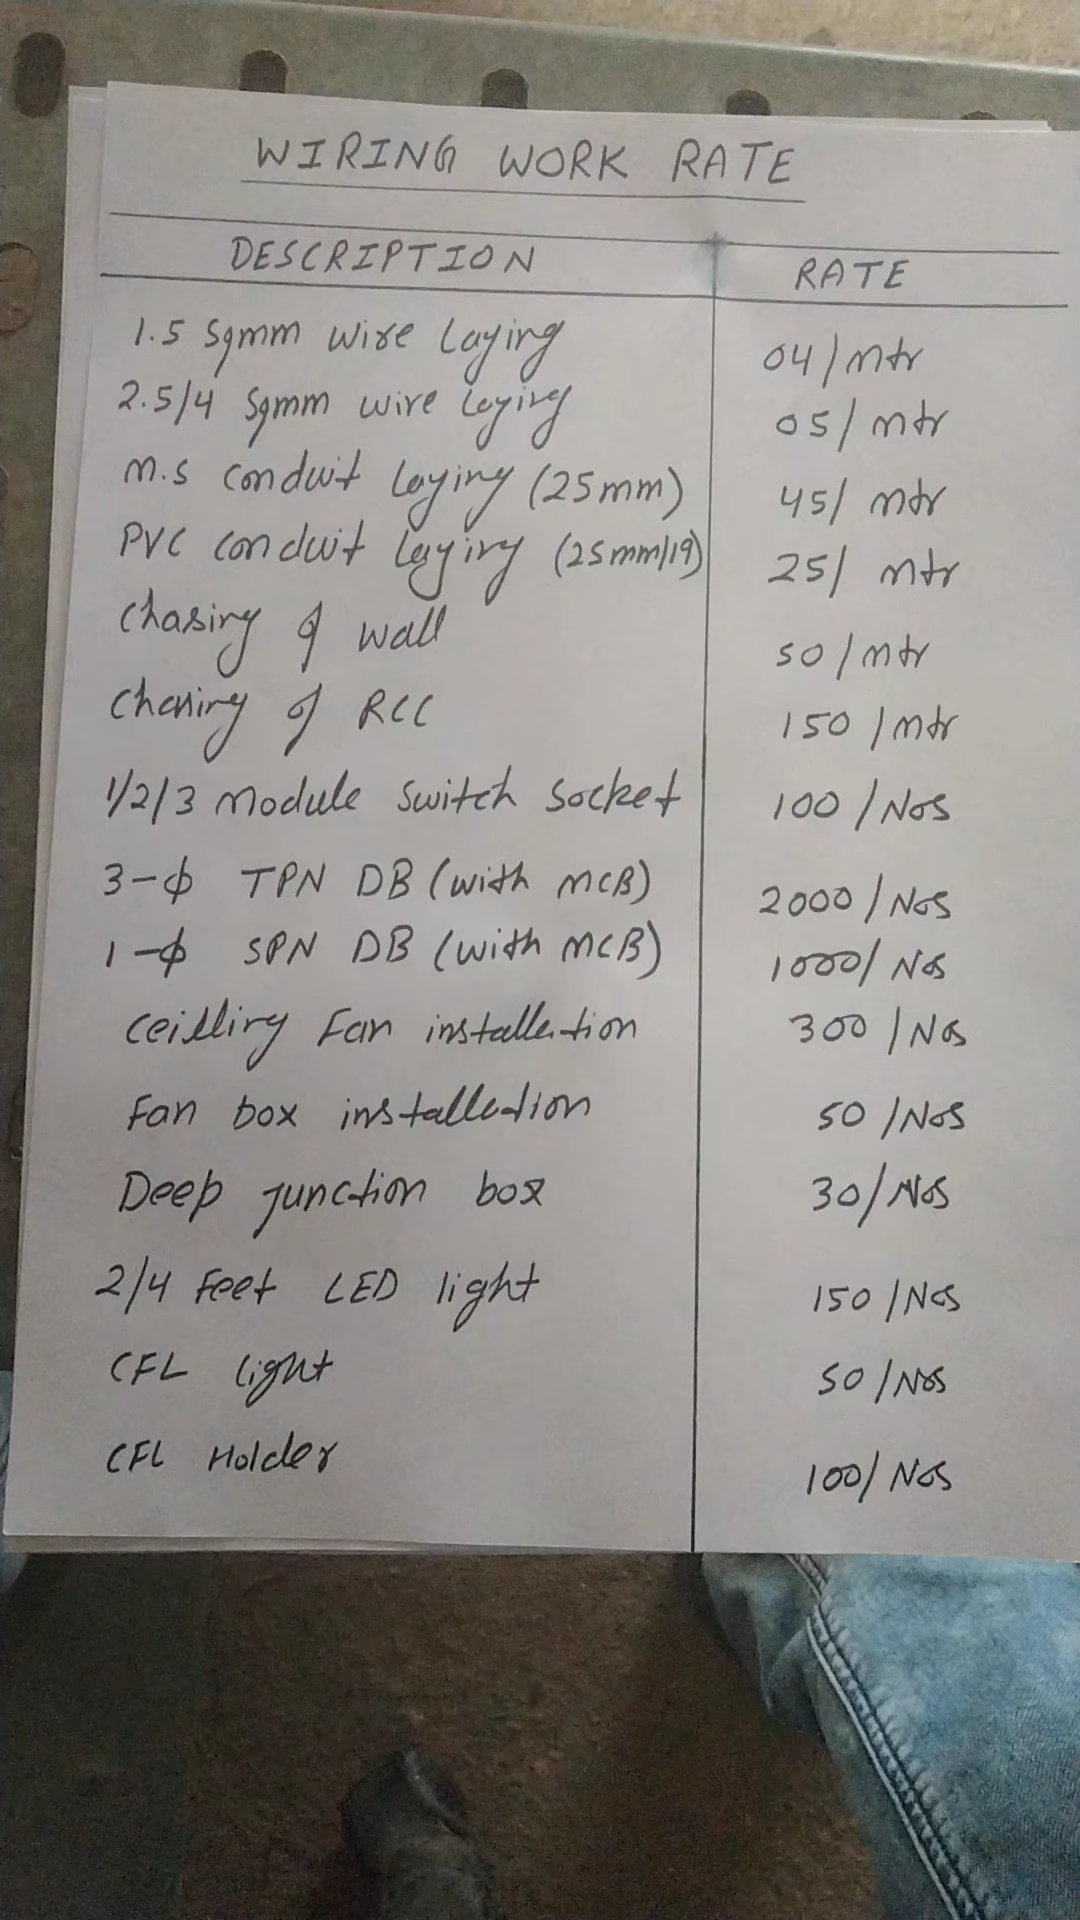 WIRING WORK RATE
DESCRIPTION RATE
1.5 Sqmm wire laying 04/mtr
2.5/4 Sqmm wire laying 05/mtr
M.S conduit laying (25mm) 45/mtr
PVC conduit laying (25mm/19) 25/mtr
Chasing of wall 50/mtr
Chasing of RCC 150/mtr
1/2/3 Module Switch Socket 100/Nos
3-ϕ TPN DB (with MCB) 2000/Nos
1-ϕ SPN DB (with MCB) 1000/Nos
Ceilling Fan installation 300/Nos
Fan box installation 50/Nos
Deep junction box 30/Nos
2/4 Feet LED light 150/Nos
CFL light 50/Nos
CFL Holder 100/Nos